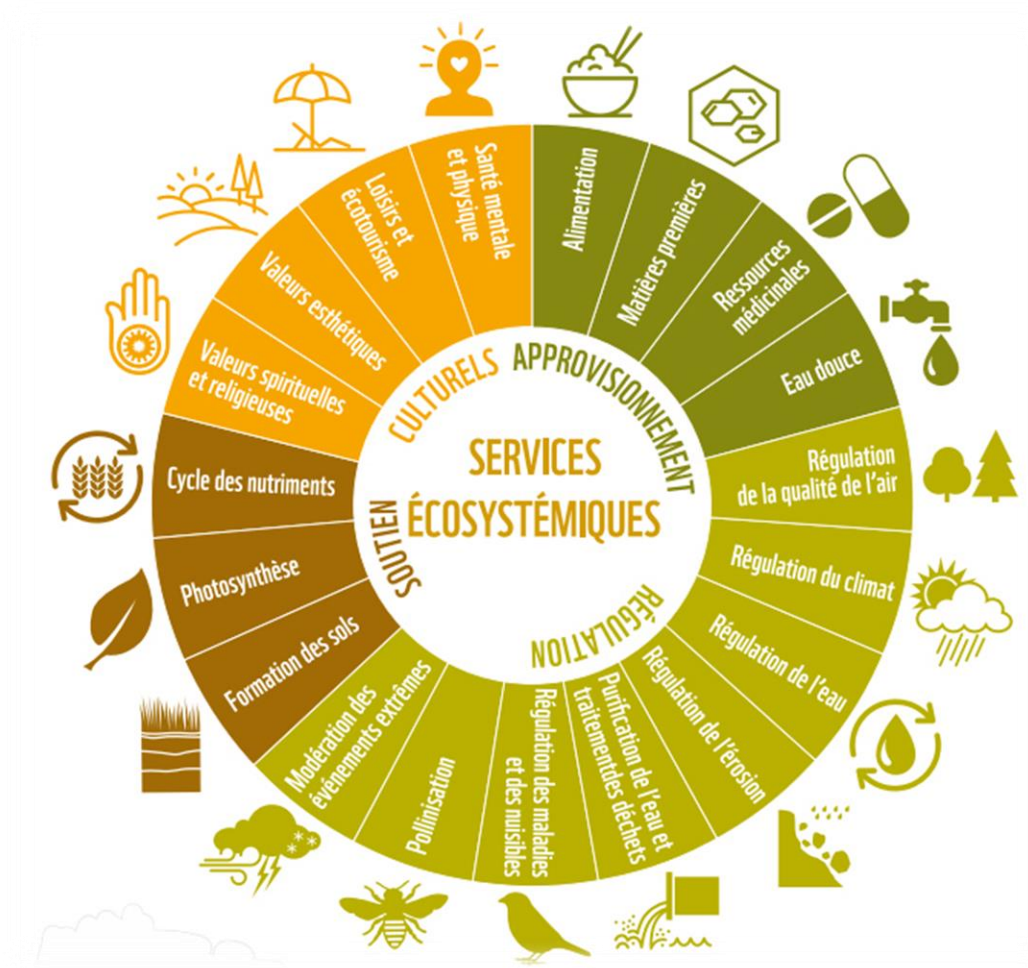 SERVICES
ÉCOSYSTÉMIQUES
APPROVISIONNEMENT
Alimentation
Matières premières
Ressources
médicinales
Eau douce
RÉGULATION
Régulation
de la qualité de l'air
Régulation du climat
Régulation de l'eau
Régulation de l'érosion
Purification de l'eau et
traitementdes déchets
Régulation des maladies
et des nuisibles
Pollinisation
Modération des
événements extrêmes
SOUTIEN
Formation des sols
Photosynthèse
Cycle des nutriments
CULTURELS
Valeurs spirituelles
et religieuses
Valeurs esthétiques
Loisirs et
écotourisme
Santé mentale
et physique